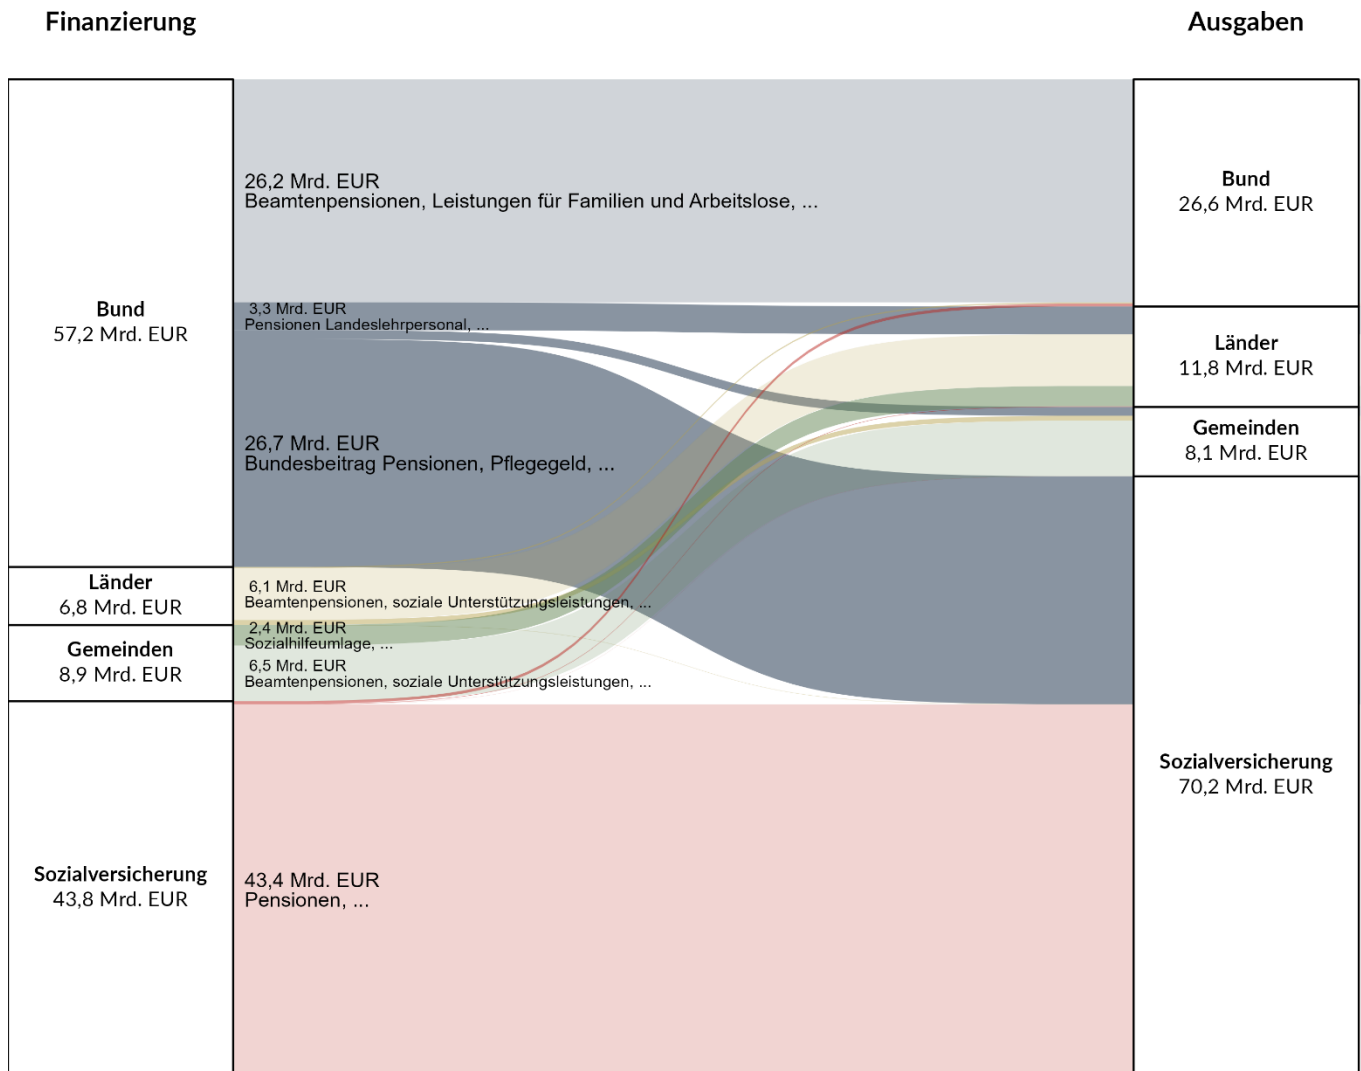 Finanzierung
Ausgaben
Bund
57,2 Mrd. EUR
Länder
6,8 Mrd. EUR
Gemeinden
8,9 Mrd. EUR
Sozialversicherung
43,8 Mrd. EUR
26,2 Mrd. EUR
Beamtenpensionen, Leistungen für Familien und Arbeitslose, ...
3,3 Mrd. EUR
Pensionen Landeslehrpersonal, ...
26,7 Mrd. EUR
Bundesbeitrag Pensionen, Pflegegeld, ...
6,1 Mrd. EUR
Beamtenpensionen, soziale Unterstützungsleistungen, ...
2,4 Mrd. EUR
Sozialhilfeumlage, ...
6,5 Mrd. EUR
Beamtenpensionen, soziale Unterstützungsleistungen, ...
43,4 Mrd. EUR
Pensionen, ...
Bund
26,6 Mrd. EUR
Länder
11,8 Mrd. EUR
Gemeinden
8,1 Mrd. EUR
Sozialversicherung
70,2 Mrd. EUR